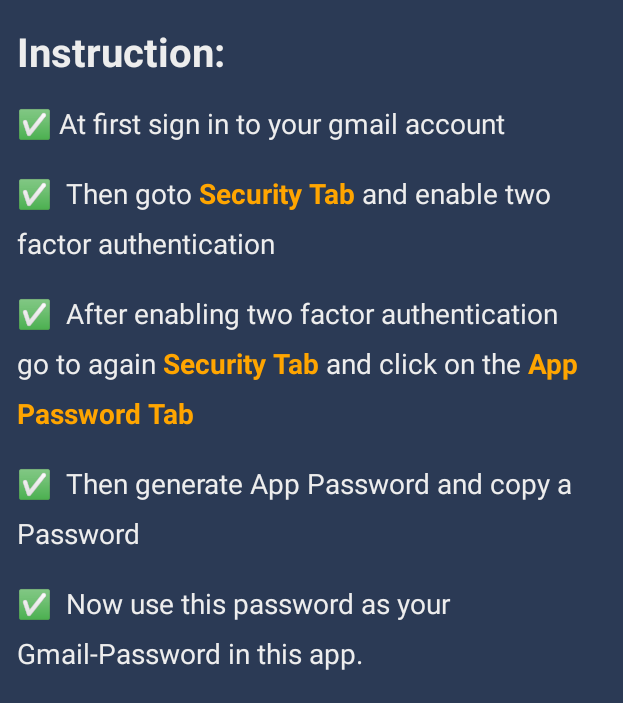 Instruction:
✅ At first sign in to your gmail account
✅ Then goto Security Tab and enable two
factor authentication
✅ After enabling two factor authentication
go to again Security Tab and click on the App
Password Tab
✅ Then generate App Password and copy a
Password
✅ Now use this password as your
Gmail-Password in this app.